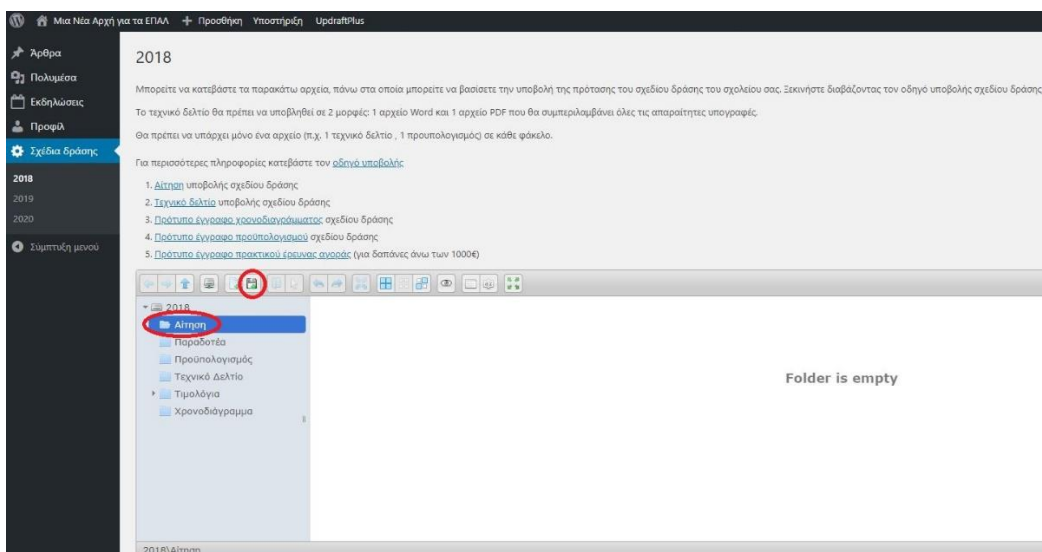 Μια Νέα Αρχή για τα ΕΠΑΛ + Προσθήκη Υποστήριξη UpdraftPlus
Άρθρα
Πολυμέσα
Εκδηλώσεις
Προφίλ
Σχέδια δράσης
2018
2019
2020
Σύμπτυξη μενού
2018
Μπορείτε να κατεβάστε τα παρακάτω αρχεία, πάνω στα οποία μπορείτε να βασίσετε την υποβολή της πρότασης του σχεδίου δράσης του σχολείου σας. Ξεκινήστε διαβάζοντας τον οδηγό υποβολής σχεδίου δράσης
Το τεχνικό δελτίο θα πρέπει να υποβληθεί σε 2 μορφές: 1 αρχείο Word και 1 αρχείο PDF που θα συμπεριλαμβάνει όλες τις απαραίτητες υπογραφές.
Θα πρέπει να υπάρχει μόνο ένα αρχείο (π.χ. 1 τεχνικό δελτίο , 1 προυπολογισμός) σε κάθε φάκελο.
Για περισσότερες πληροφορίες κατεβάστε τον οδηγό υποβολής
1. Αίτηση υποβολής σχεδίου δράσης
2. Τεχνικό δελτίο υποβολής σχεδίου δράσης
3. Πρότυπο έγγραφο χρονοδιαγράμματος σχεδίου δράσης
4. Πρότυπο έγγραφο προϋπολογισμού σχεδίου δράσης
5. Πρότυπο έγγραφο πρακτικού έρευνας αγοράς (για δαπάνες άνω των 1000€)
2018
Αίτηση
Παραδοτέα
Προϋπολογισμός
Τεχνικό Δελτίο
Τιμολόγια
Χρονοδιάγραμμα
Folder is empty
2018\Αίτηση